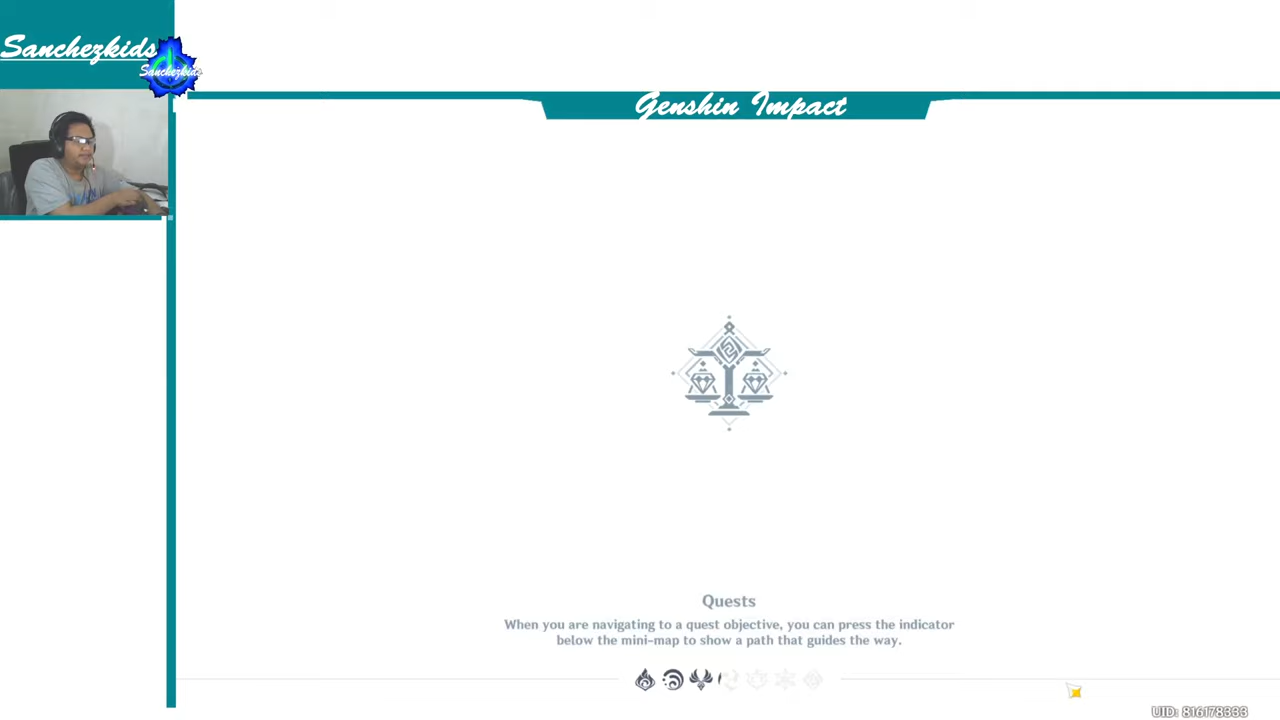 Sanchezkids
Sanchezkids
Genshin Impact
Quests
When you are navigating to a quest objective, you can press the indicator
below the mini-map to show a path that guides the way.
UID: 816178333